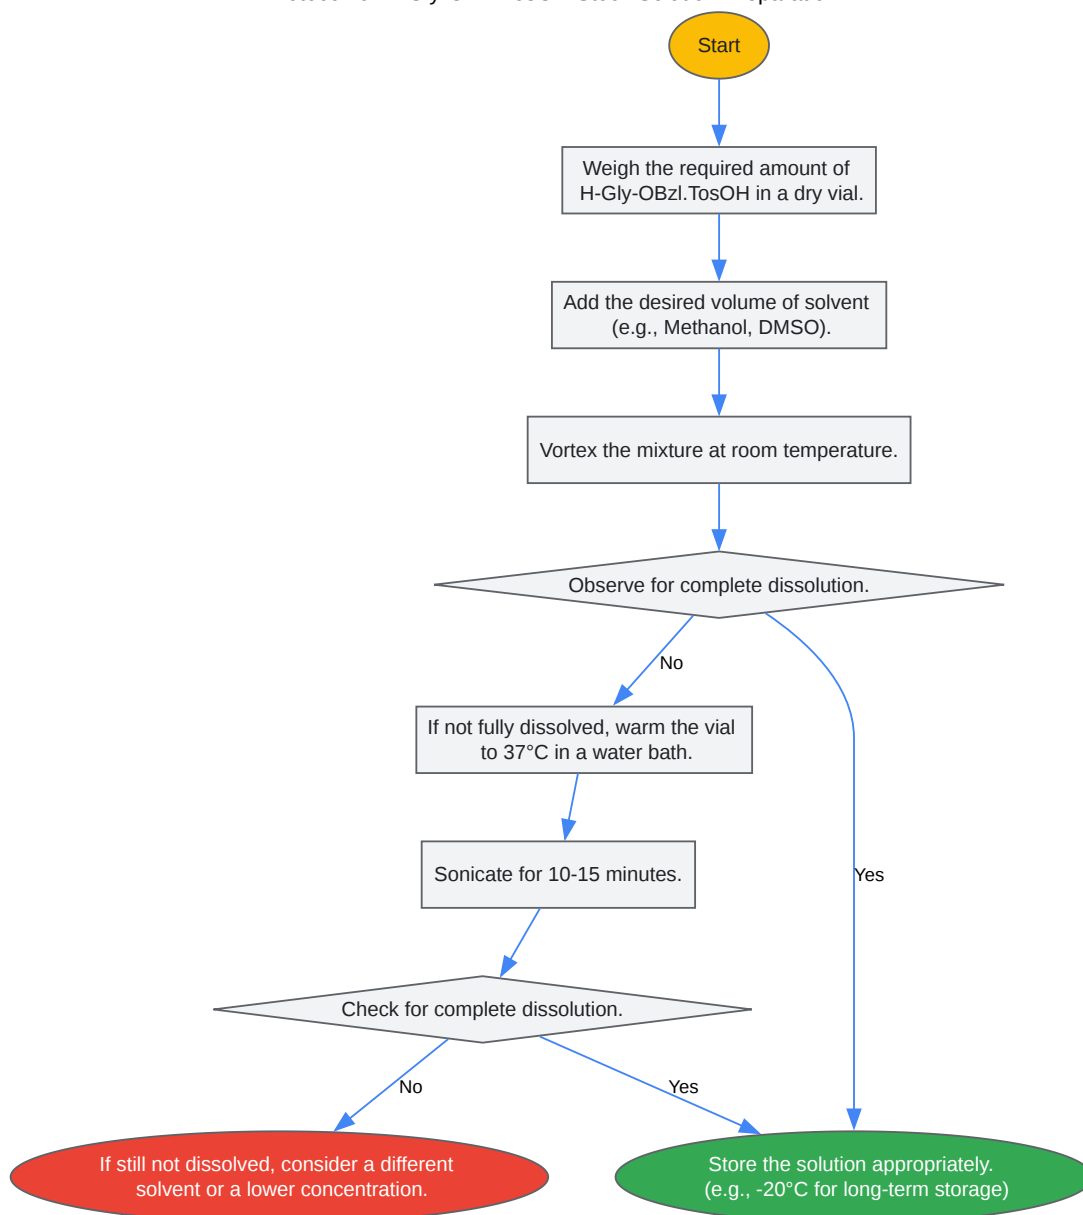 Start
Weigh the required amount of
H-Gly-OBzl.TosOH in a dry vial.
Add the desired volume of solvent
(e.g., Methanol, DMSO).
Vortex the mixture at room temperature.
Observe for complete dissolution.
No
If not fully dissolved, warm the vial
to 37°C in a water bath.
Sonicate for 10-15 minutes.
Yes
Check for complete dissolution.
No
Yes
If still not dissolved, consider a different
solvent or a lower concentration.
Store the solution appropriately.
(e.g., -20°C for long-term storage)